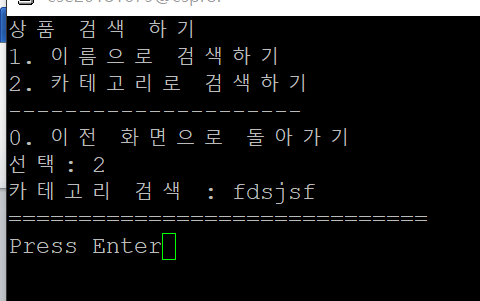 상품 검색 하기
1. 이름으로 검색하기
2. 카테고리로 검색하기
---------------------
0. 이전 화면으로 돌아가기
선택: 2
카테고리 검색 : fdsjsf
==============================
Press Enter